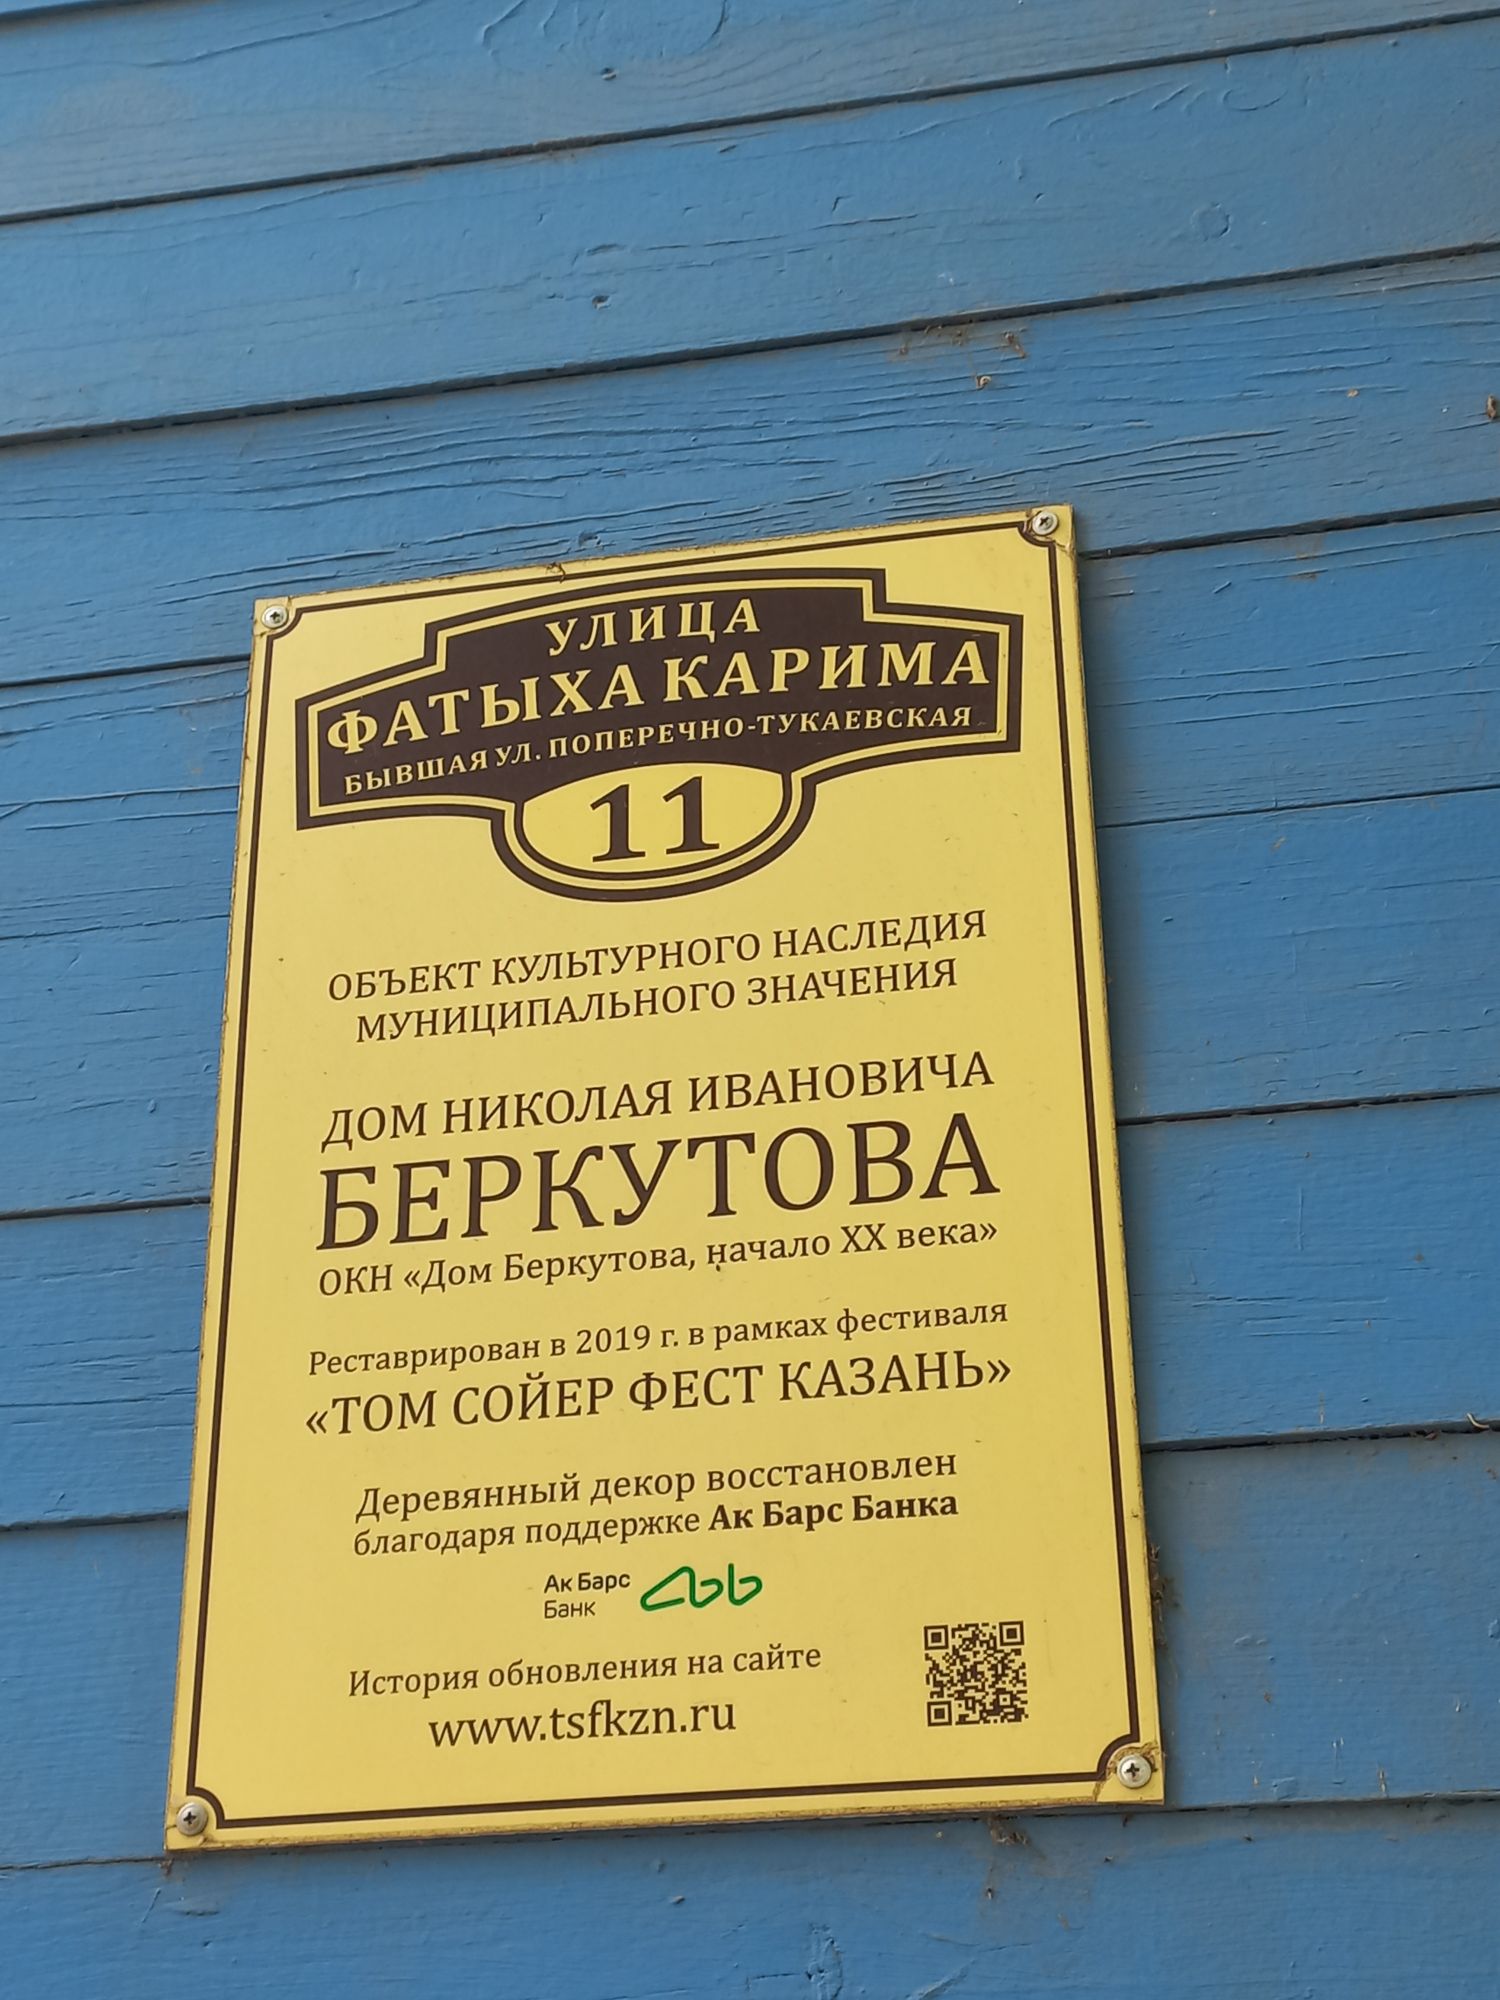 УЛИЦА
ФАТЫХА КАРИМА
БЫВШАЯ УЛ. ПОПЕРЕЧНО-ТУКАЕВСКАЯ
11
ОБЪЕКТ КУЛЬТУРНОГО НАСЛЕДИЯ
МУНИЦИПАЛЬНОГО ЗНАЧЕНИЯ
ДОМ НИКОЛАЯ ИВАНОВИЧА
БЕРКУТОВА
ОКН «Дом Беркутова, начало XX века»
Реставрирован в 2019 г. в рамках фестиваля
«ТОМ СОЙЕР ФЕСТ КАЗАНЬ»
Деревянный декор восстановлен
благодаря поддержке Ак Барс Банка
Ак Барс
Банк
История обновления на сайте
www.tsfkzn.ru